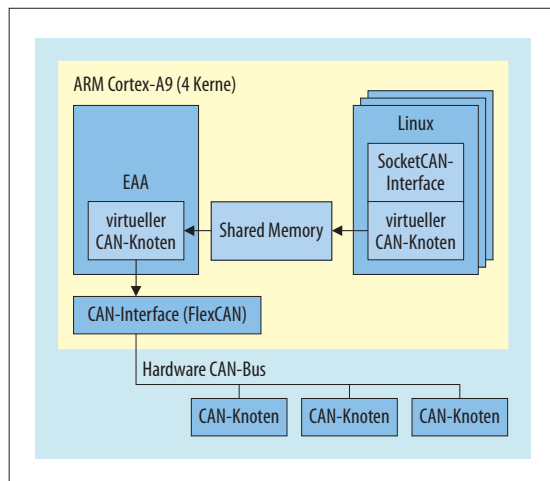 ARM Cortex-A9 (4 Kerne)
EAA
virtueller
CAN-Knoten
Shared Memory
Linux
SocketCAN-
Interface
virtueller
CAN-Knoten
CAN-Interface (FlexCAN)
Hardware CAN-Bus
CAN-Knoten
CAN-Knoten
CAN-Knoten